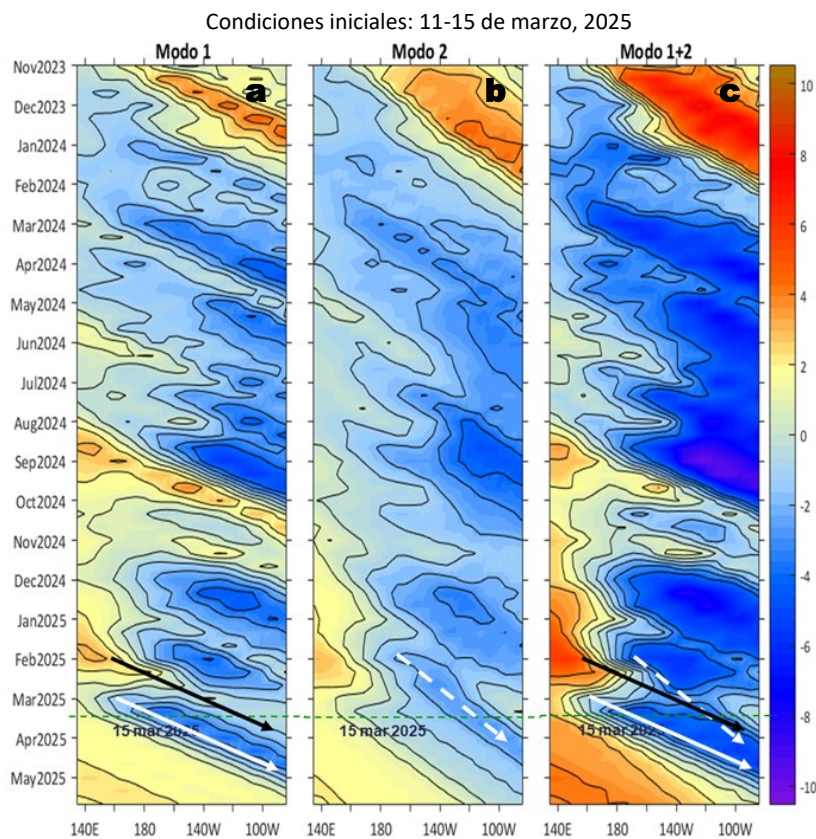 Condiciones iniciales: 11-15 de marzo, 2025
Modo 1
Modo 2
Modo 1+2
a
b
c
Nov2023
Dec2023
Jan2024
Feb2024
Mar2024
Apr2024
May2024
Jun2024
Jul2024
Aug2024
Sep2024
Oct2024
Nov2024
Dec2024
Jan2025
Feb2025
Mar2025
Apr2025
May2025
15 mar 2025
15 mar 2025
15 mar 2025
140E 180 140W 100W
140E 180 140W 100W
140E 180 140W 100W
10
8
6
4
2
0
-2
-4
-6
-8
-10